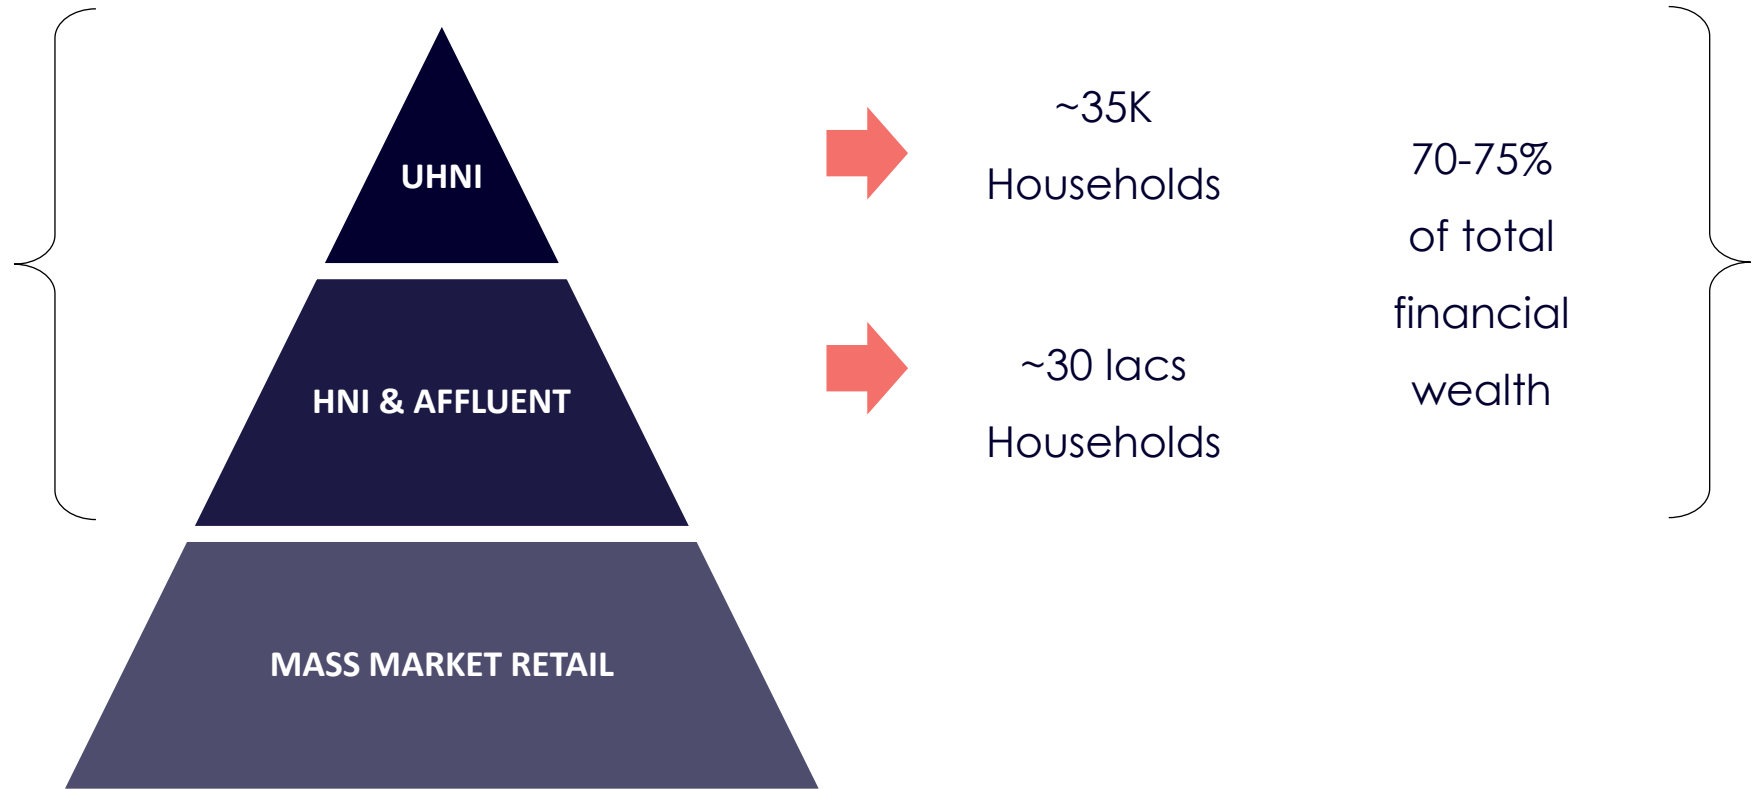 UHNI
~35K
Households
HNI & AFFLUENT
~30 lacs
Households
70-75%
of total
financial
wealth
MASS MARKET RETAIL